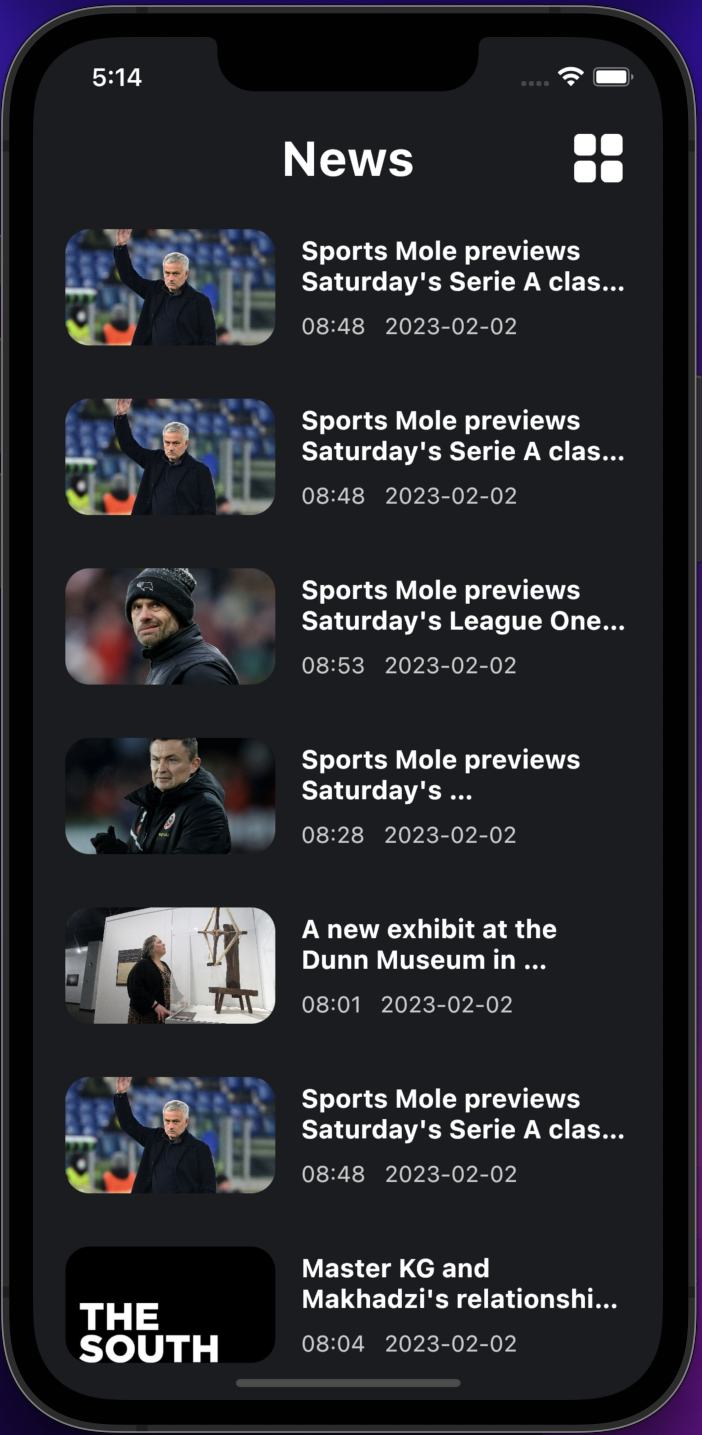 5:14
News
Sports Mole previews
Saturday's Serie A clas...
08:48 2023-02-02
Sports Mole previews
Saturday's Serie A clas...
08:48 2023-02-02
Sports Mole previews
Saturday's League One...
08:53 2023-02-02
Sports Mole previews
Saturday's ...
08:28 2023-02-02
A new exhibit at the
Dunn Museum in ...
08:01 2023-02-02
Sports Mole previews
Saturday's Serie A clas...
08:48 2023-02-02
THE
SOUTH
Master KG and
Makhadzi's relationshi...
08:04 2023-02-02